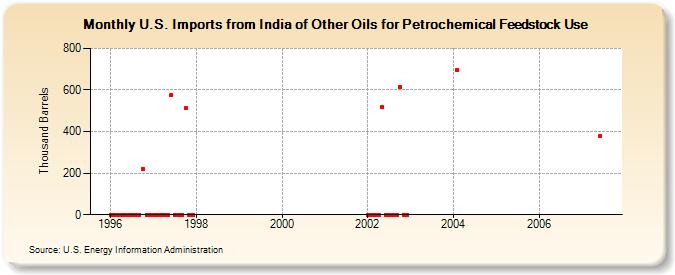 Monthly U.S. Imports from India of Other Oils for Petrochemical Feedstock Use
Thousand Barrels
800
600
400
200
0
1996 1998 2000 2002 2004 2006
Source: U.S. Energy Information Administration